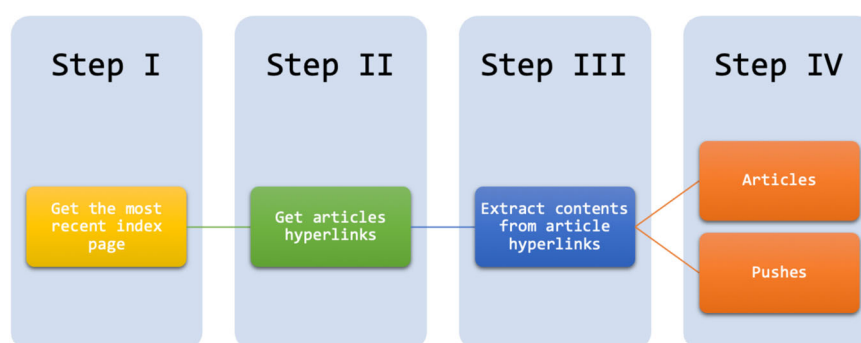 Step I
Step II
Step III
Step IV
Get the most
recent index
page
Get articles
hyperlinks
Extract contents
from article
hyperlinks
Articles
Pushes